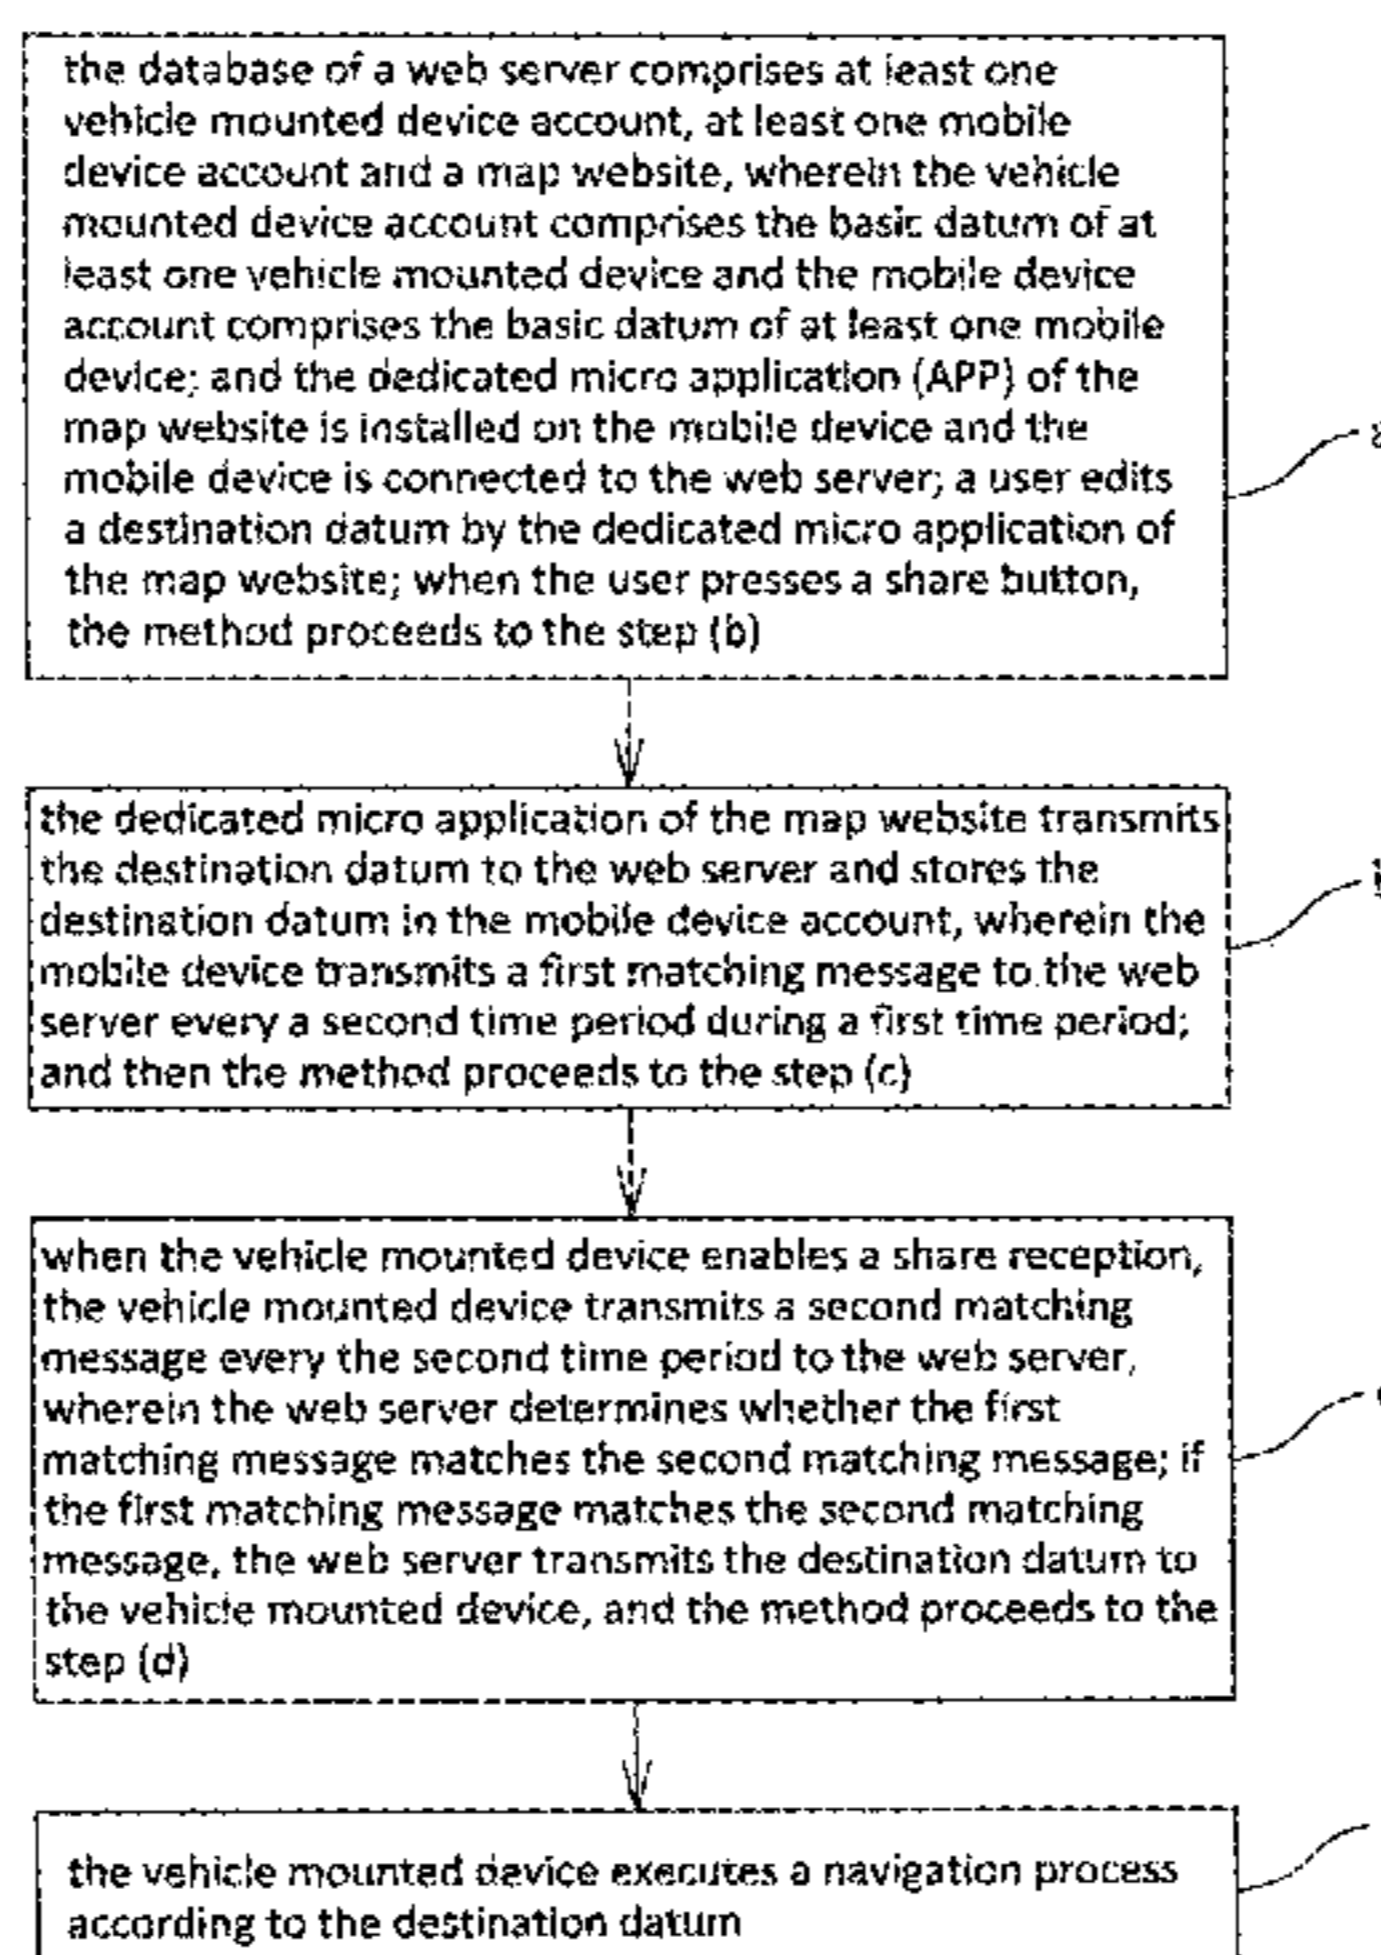 the database of a web server comprises at least one
vehicle mounted device account, at least one mobile
device account and a map website, wherein the vehicle
mounted device account comprises the basic datum of at
least one vehicle mounted device and the mobile device
account comprises the basic datum of at least one mobile
device; and the dedicated micro application (APP) of the
map website is installed on the mobile device and the
mobile device is connected to the web server; a user edits
a destination datum by the dedicated micro application of
the map website; when the user presses a share button,
the method proceeds to the step (b)
the dedicated micro application of the map website transmits
the destination datum to the web server and stores the
destination datum in the mobile device account, wherein the
mobile device transmits a first matching message to the web
server every a second time period during a first time period;
and then the method proceeds to the step (c)
when the vehicle mounted device enables a share reception,
the vehicle mounted device transmits a second matching
message every the second time period to the web server,
wherein the web server determines whether the first
matching message matches the second matching message; if
the first matching message matches the second matching
message, the web server transmits the destination datum to
the vehicle mounted device, and the method proceeds to the
step (d)
the vehicle mounted device executes a navigation process
according to the destination datum